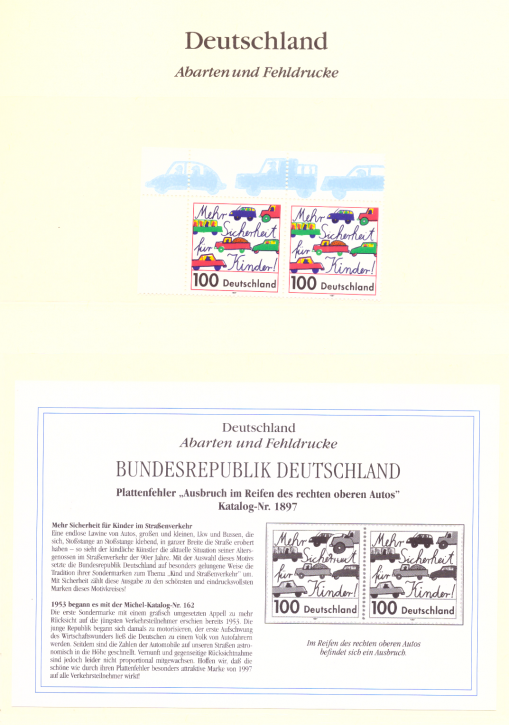 Deutschland
Abarten und Fehldrucke
Mehr
Sicherheit
für
Kinder!
100 Deutschland
Mehr
Sicherheit
für
Kinder!
100 Deutschland
Deutschland
Abarten und Fehldrucke
BUNDESREPUBLIK DEUTSCHLAND
Plattenfehler „Ausbruch im Reifen des rechten oberen Autos"
Katalog-Nr. 1897
Mehr Sicherheit für Kinder im Straßenverkehr
Eine endlose Lawine von Autos, großen und kleinen, Lkw und Bussen, die
sich, Stoßstange an Stoßstange klebend, in ganzer Breite die Straße erobert
haben – so sieht der kindliche Künstler die aktuelle Situation seiner Alters-
genossen im Straßenverkehr der 90er Jahre. Mit Auswahl dieses Motivs
setzte die Bundesrepublik Deutschland auf besonders gelungene Weise die
Tradition ihrer Sondermarken zum Thema „Kind und Straßenverkehr" um.
Mit Sicherheit zählt diese Ausgabe zu den schönsten und eindrucksvollsten
Marken dieses Motivkreises!
1953 begann es mit der Michel-Katalog-Nr. 162
Die erste Sondermarke mit einem grafisch umgesetzten Appell zu mehr
Rücksicht auf die jüngsten Verkehrsteilnehmer erschien bereits 1953. Die
junge Republik begann sich damals zu motorisieren, der erste Aufschwung
des Wirtschaftswunders ließ die Deutschen zu einem Volk von Autofahrern
werden. Seitdem sind die Zahlen der Automobile auf unseren Straßen astro-
nomisch in die Höhe geschnellt. Vernunft und gegenseitige Rücksichtnahme
sind jedoch leider nicht proportional mitgewachsen. Hoffen wir, daß die
schöne wie durch ihren Plattenfehler besonders attraktive Marke von 1997
auf alle Verkehrsteilnehmer wirkt!
Mehr
Sicherheit
für
Kinder!
100 Deutschland
Mehr
Sicherheit
für
Kinder!
100 Deutschland
Im Reifen des rechten oberen Autos
befindet sich ein Ausbruch.